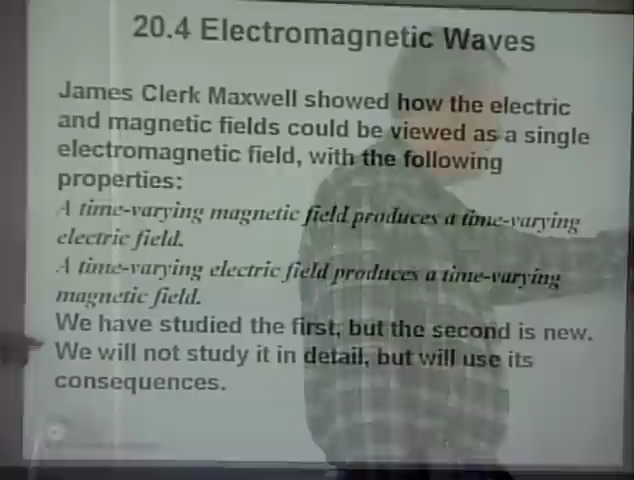 20.4 Electromagnetic Waves
James Clerk Maxwell showed how the electric
and magnetic fields could be viewed as a single
electromagnetic field, with the following
properties:
A time-varying magnetic field produces a time-varying
electric field.
A time-varying electric field produces a time-varying
magnetic field.
We have studied the first; but the second is new.
We will not study it in detail, but will use its
consequences.